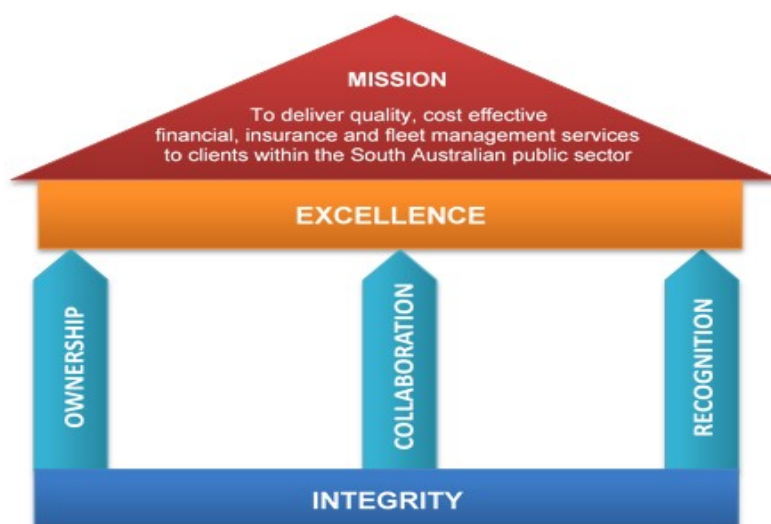 MISSION
To deliver quality, cost effective
financial, insurance and fleet management services
to clients within the South Australian public sector
EXCELLENCE
OWNERSHIP
COLLABORATION
RECOGNITION
INTEGRITY